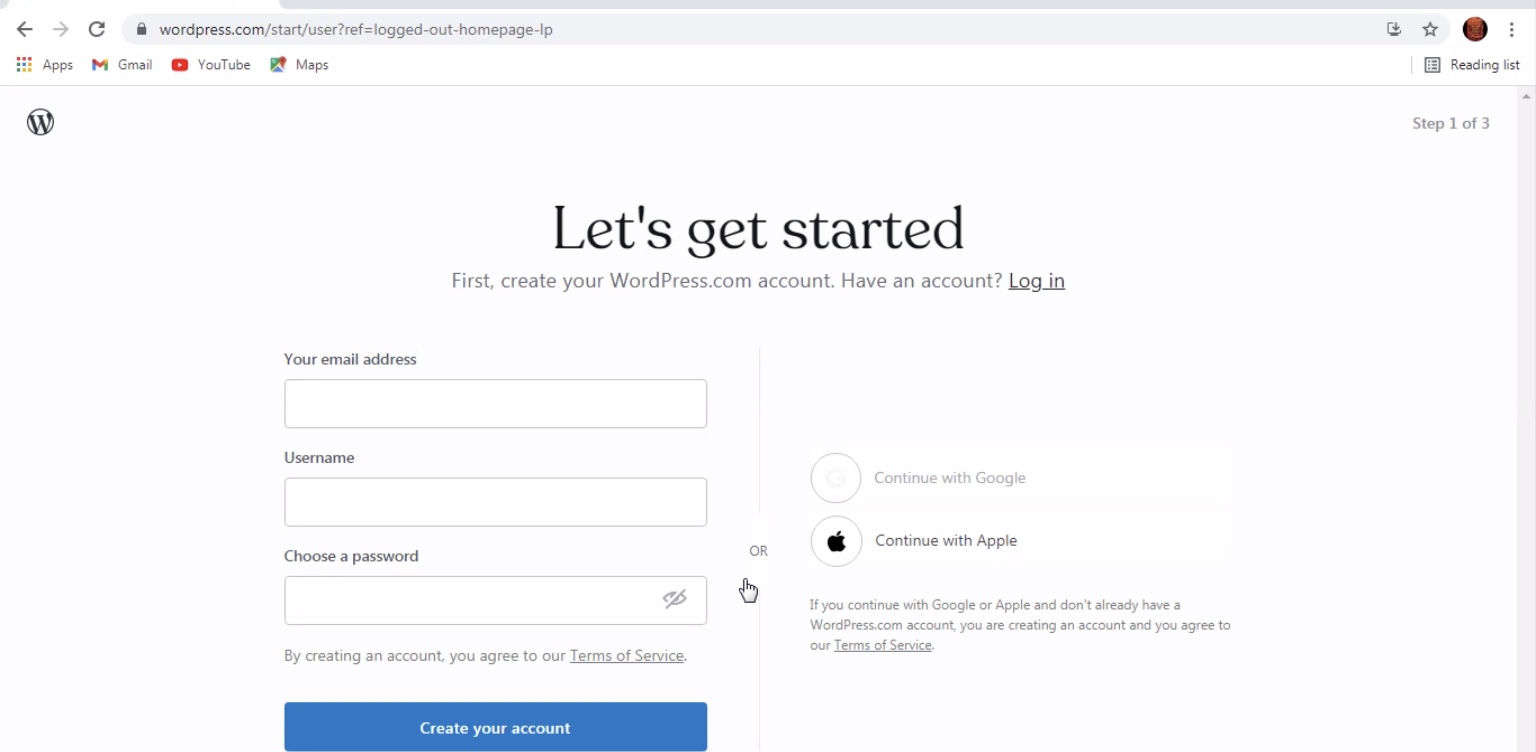 wordpress.com/start/user?ref=logged-out-homepage-lp
Apps Gmail YouTube Maps Reading list
Step 1 of 3
Let's get started
First, create your WordPress.com account. Have an account? Log in
Your email address
Username
Choose a password
By creating an account, you agree to our Terms of Service.
Create your account
OR
Continue with Google
Continue with Apple
If you continue with Google or Apple and don't already have a
WordPress.com account, you are creating an account and you agree to
our Terms of Service.